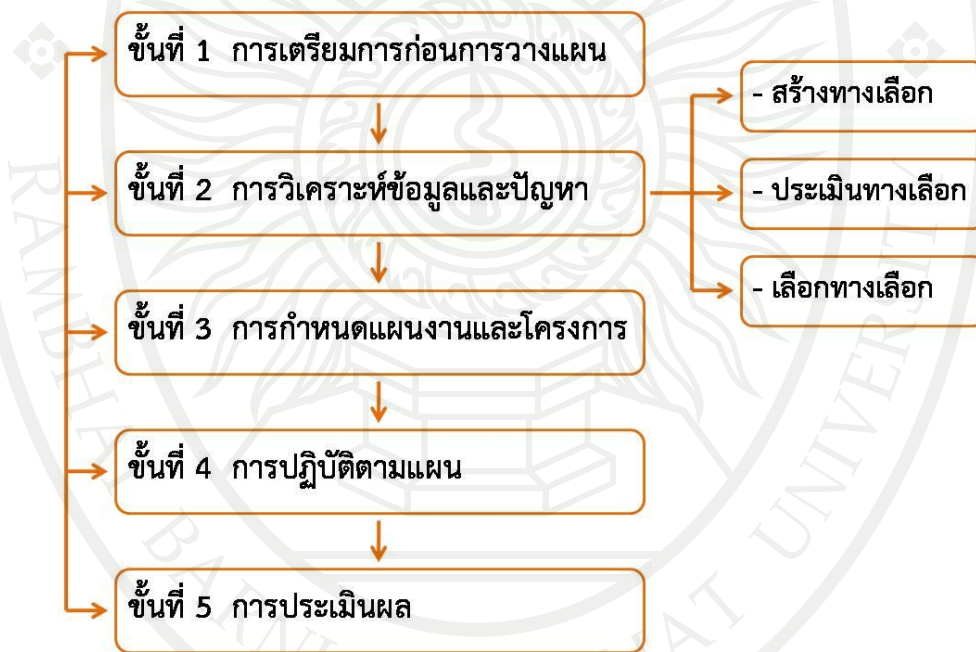 ขั้นที่ 1 การเตรียมการก่อนการวางแผน
ขั้นที่ 2 การวิเคราะห์ข้อมูลและปัญหา
- สร้างทางเลือก
- ประเมินทางเลือก
- เลือกทางเลือก
ขั้นที่ 3 การกำหนดแผนงานและโครงการ
ขั้นที่ 4 การปฏิบัติตามแผน
ขั้นที่ 5 การประเมินผล